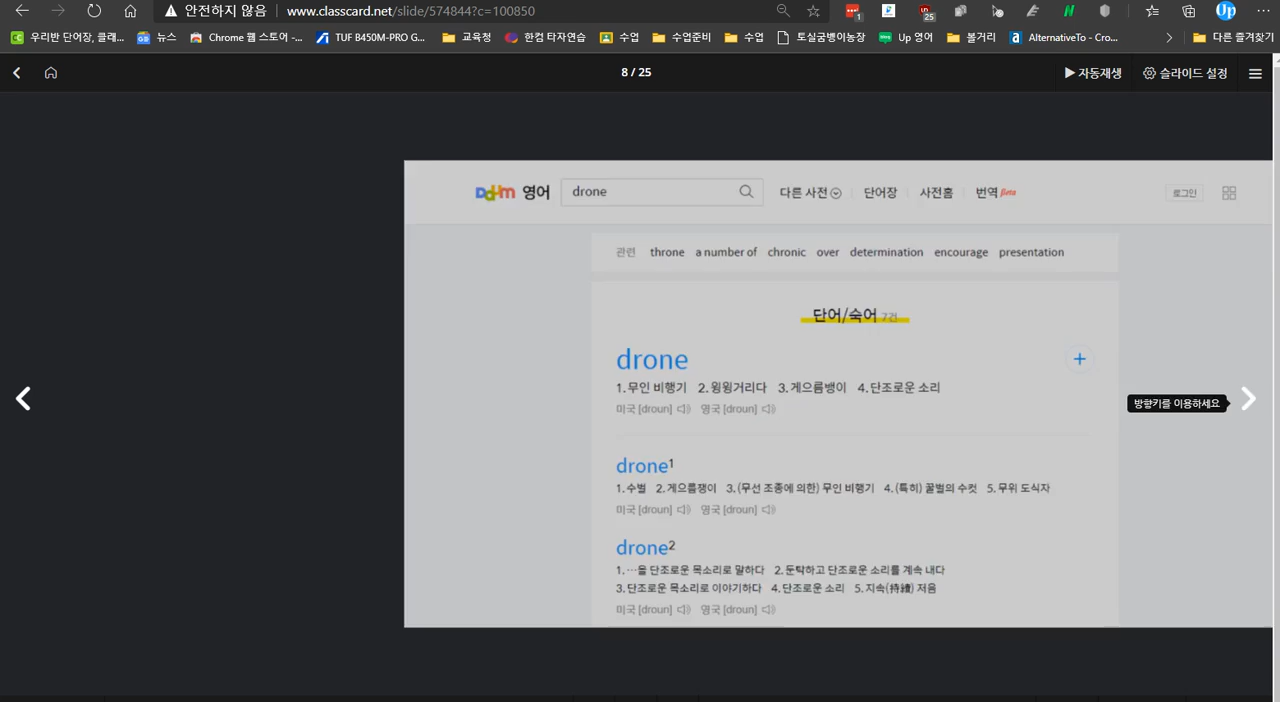 안전하지 않음 www.classcard.net/slide/574844?c=100850
우리반 단어장, 클래... 뉴스 Chrome 웹 스토어 -... TUF B450M-PRO G... 교육청 한컴 타자연습 수업 수업준비 수업 토실굼벵이농장 Up 영어 볼거리 AlternativeTo - Cro... 다른 즐겨찾기
8 / 25 자동재생 슬라이드 설정
Daum 영어 drone 다른 사전 단어장 사전홈 번역 Beta 로그인
관련 throne a number of chronic over determination encourage presentation
단어/숙어 7건
drone
1.무인 비행기 2.윙윙거리다 3.게으름뱅이 4.단조로운 소리
미국 [droun] 영국 [droun]
방향키를 이용하세요
drone1
1.수벌 2.게으름쟁이 3.(무선 조종에 의한) 무인 비행기 4.(특히) 꿀벌의 수컷 5.무위 도식자
미국 [droun] 영국 [droun]
drone2
1.…을 단조로운 목소리로 말하다 2.둔탁하고 단조로운 소리를 계속 내다
3.단조로운 목소리로 이야기하다 4.단조로운 소리 5.지속(持續) 저음
미국 [droun] 영국 [droun]